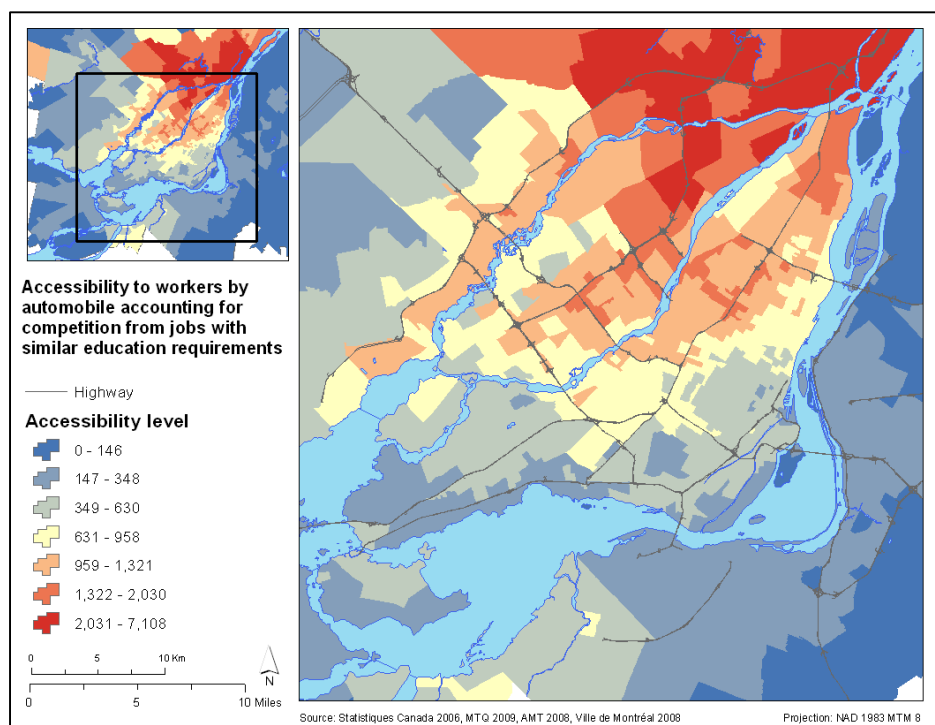 Accessibility to workers by
automobile accounting for
competition from jobs with
similar education requirements
Highway
Accessibility level
0 - 146
147 - 348
349 - 630
631 - 958
959 - 1,321
1,322 - 2,030
2,031 - 7,108
0 5 10 Km
N
0 5 10 Miles
Source: Statistiques Canada 2006, MTQ 2009, AMT 2008, Ville de Montréal 2008 Projection: NAD 1983 MTM 8